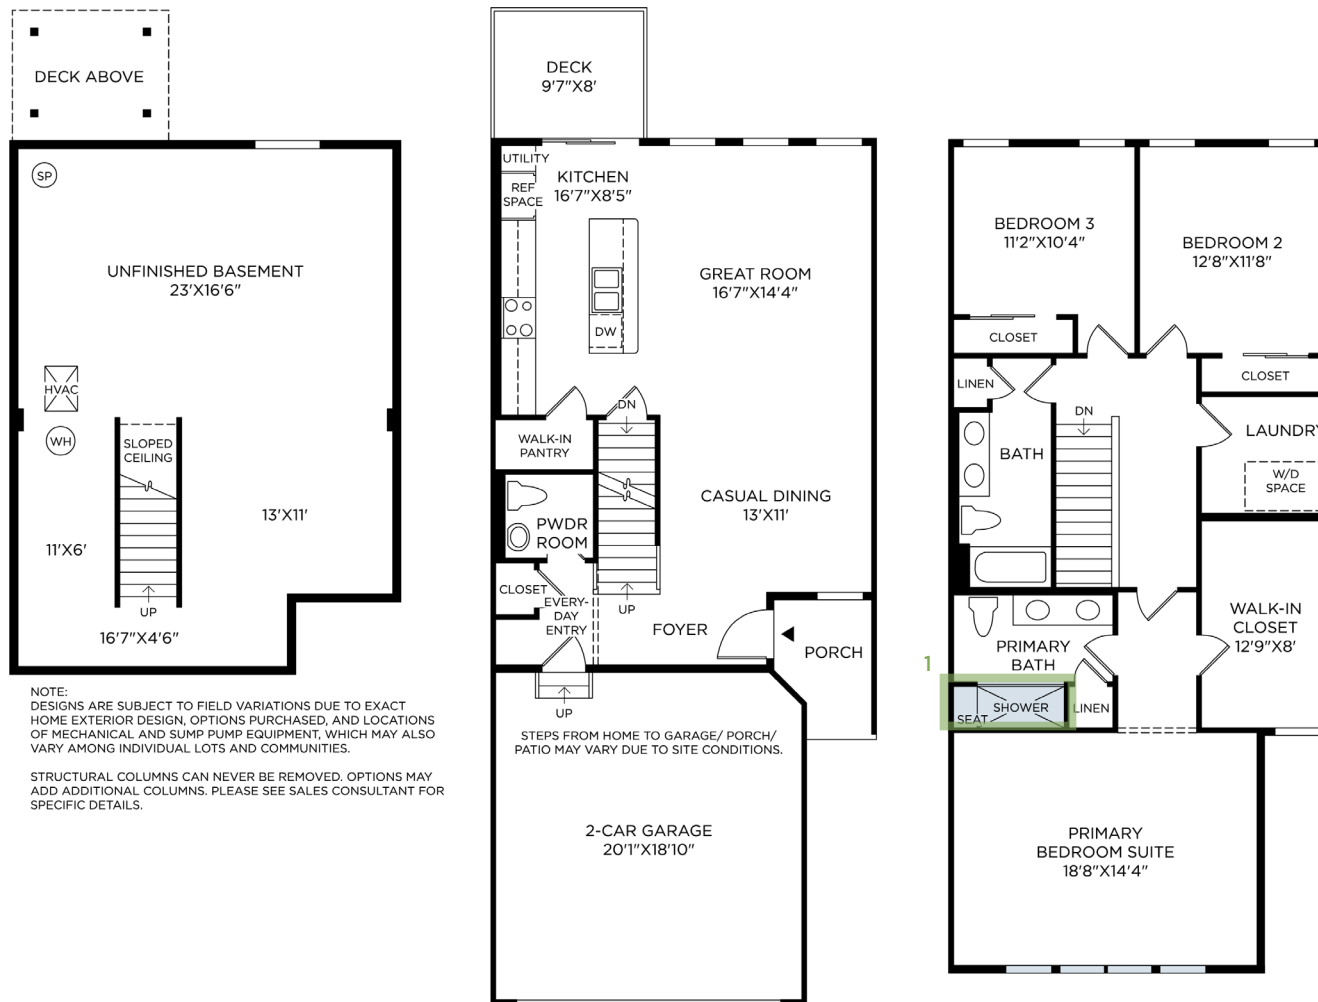 DECK ABOVE
SP
UNFINISHED BASEMENT
23'X16'6"
HVAC
WH
SLOPED
CEILING
13'X11'
11'X6'
UP
16'7"X4'6"
NOTE:
DESIGNS ARE SUBJECT TO FIELD VARIATIONS DUE TO EXACT
HOME EXTERIOR DESIGN, OPTIONS PURCHASED, AND LOCATIONS
OF MECHANICAL AND SUMP PUMP EQUIPMENT, WHICH MAY ALSO
VARY AMONG INDIVIDUAL LOTS AND COMMUNITIES.
STRUCTURAL COLUMNS CAN NEVER BE REMOVED. OPTIONS MAY
ADD ADDITIONAL COLUMNS. PLEASE SEE SALES CONSULTANT FOR
SPECIFIC DETAILS.
DECK
9'7"X8'
UTILITY
REF
SPACE
KITCHEN
16'7"X8'5"
GREAT ROOM
16'7"X14'4"
DW
DN
WALK-IN
PANTRY
CASUAL DINING
13'X11'
PWDR
ROOM
CLOSET
EVERY-
DAY
ENTRY
UP
FOYER
PORCH
UP
STEPS FROM HOME TO GARAGE/ PORCH/
PATIO MAY VARY DUE TO SITE CONDITIONS.
2-CAR GARAGE
20'1"X18'10"
BEDROOM 3
11'2"X10'4"
BEDROOM 2
12'8"X11'8"
CLOSET
CLOSET
LINEN
DN
BATH
LAUNDRY
W/D
SPACE
WALK-IN
CLOSET
12'9"X8'
PRIMARY
BATH
1
SHOWER
SEAT
LINEN
PRIMARY
BEDROOM SUITE
18'8"X14'4"